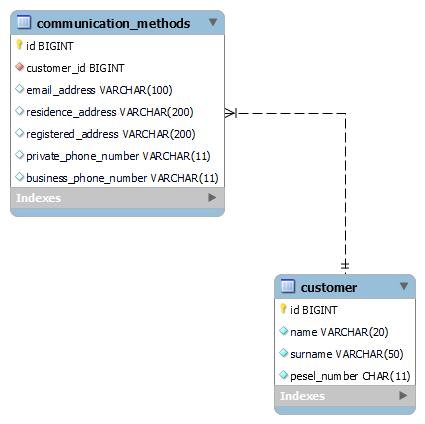 communication_methods
id BIGINT
customer_id BIGINT
email_address VARCHAR(100)
residence_address VARCHAR(200)
registered_address VARCHAR(200)
private_phone_number VARCHAR(11)
business_phone_number VARCHAR(11)
Indexes
customer
id BIGINT
name VARCHAR(20)
surname VARCHAR(50)
pesel_number CHAR(11)
Indexes